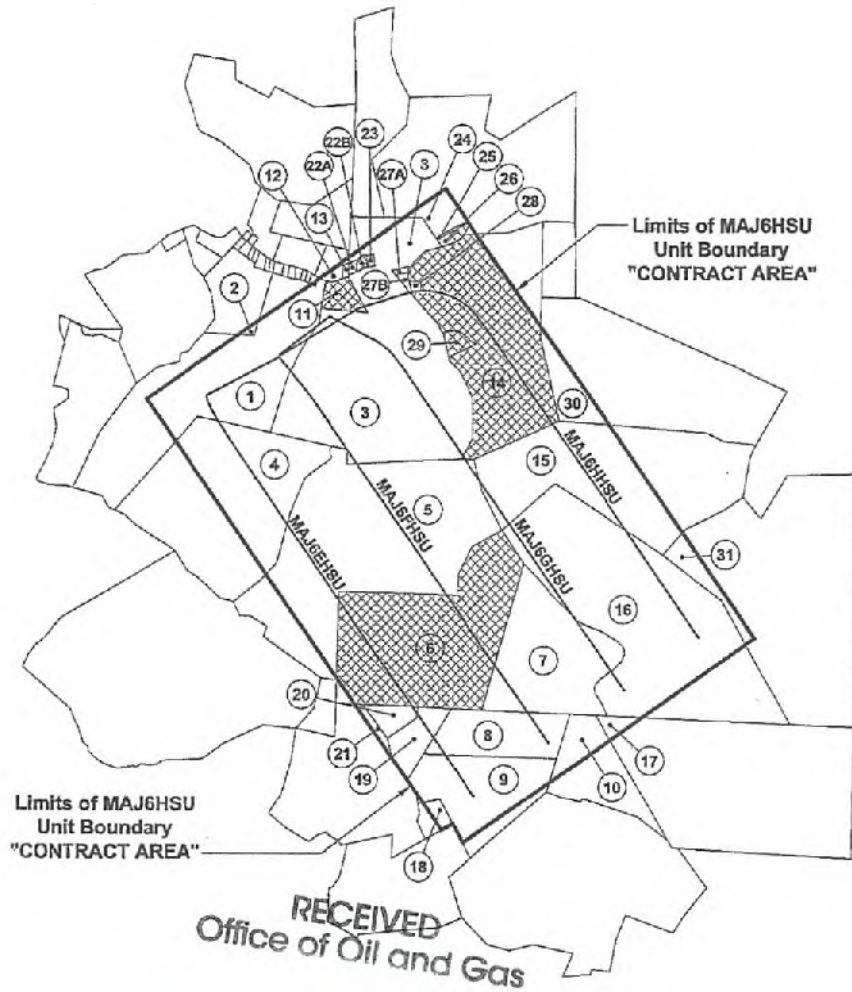 23
22B
22A
12
13
27A
3
24
25
26
28
Limits of MAJ6HSU
Unit Boundary
"CONTRACT AREA"
2
27B
11
29
14
1
3
30
4
15
MAJ6HHSU
5
MAJ6FHSU
MAJ6EHSU
MAJ6GHSU
31
16
6
7
20
21
19
8
9
10
17
18
Limits of MAJ6HSU
Unit Boundary
"CONTRACT AREA"
RECEIVED
Office of Oil and Gas